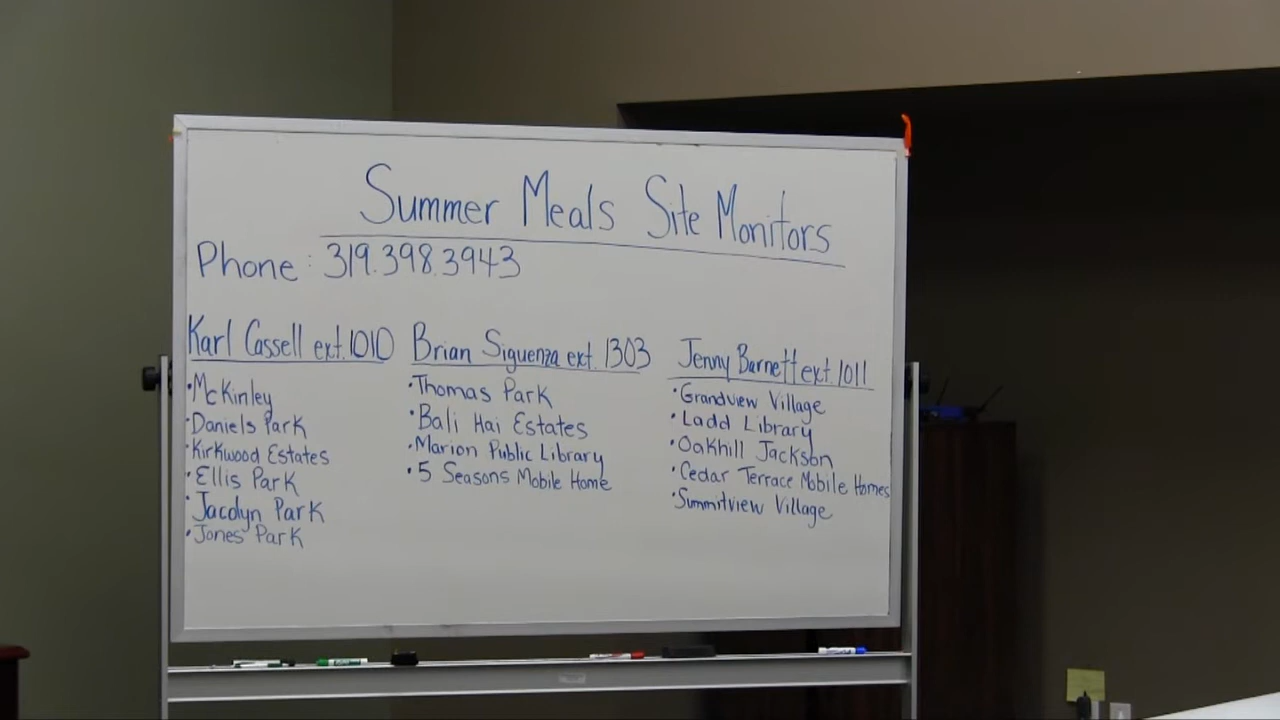 Summer Meals Site Monitors
Phone: 319.398.3943
Karl Cassell ext. 1010
• McKinley
• Daniels Park
• Kirkwood Estates
• Ellis Park
• Jacolyn Park
• Jones Park
Brian Siguenza ext. 1303
• Thomas Park
• Bali Hai Estates
• Marion Public Library
• 5 Seasons Mobile Home
Jenny Barnett ext. 1011
• Grandview Village
• Ladd Library
• Oakhill Jackson
• Cedar Terrace Mobile Homes
• Summitview Village